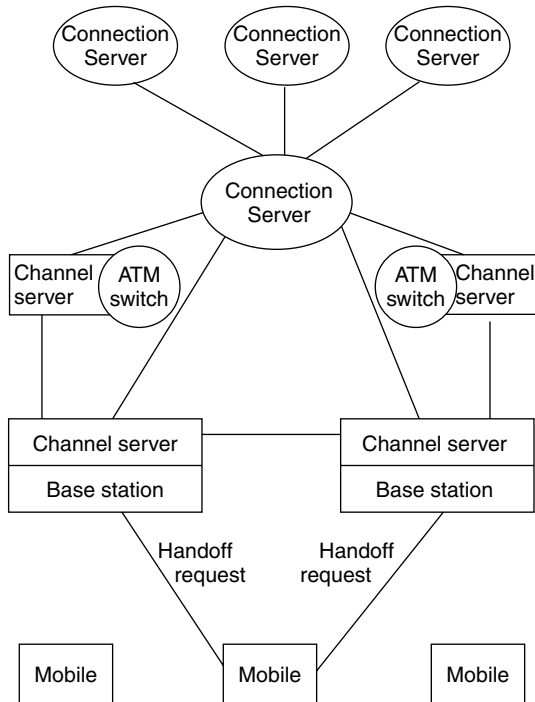 Connection
Server
Connection
Server
Connection
Server
Connection
Server
Channel
server
ATM
switch
ATM
switch
Channel
server
Channel server
Base station
Channel server
Base station
Handoff
request
Handoff
request
Mobile
Mobile
Mobile